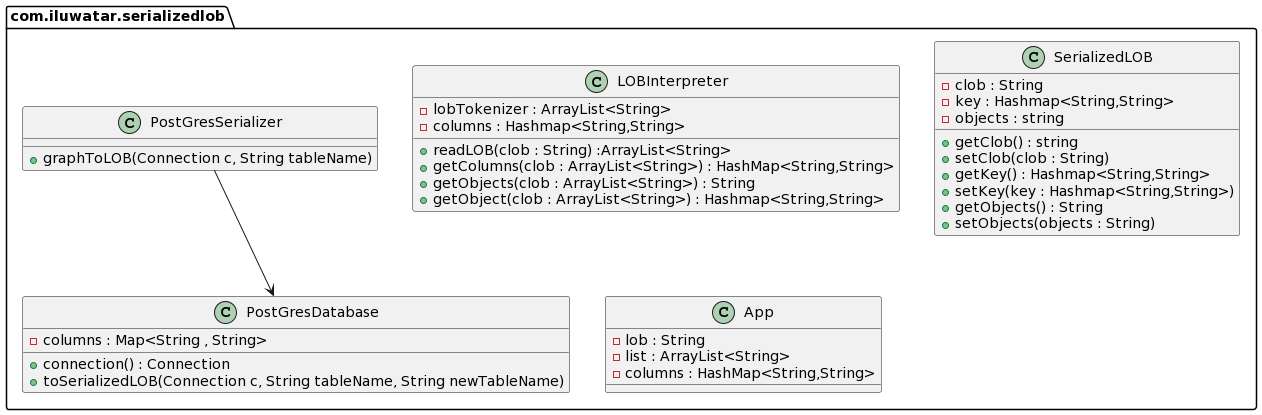 com.iluwatar.serializedlob
C PostGresSerializer
graphToLOB(Connection c, String tableName)
C LOBInterpreter
lobTokenizer : ArrayList<String>
columns : Hashmap<String,String>
readLOB(clob : String) :ArrayList<String>
getColumns(clob : ArrayList<String>) : HashMap<String,String>
getObjects(clob : ArrayList<String>) : String
getObject(clob : ArrayList<String>) : Hashmap<String,String>
C SerializedLOB
clob : String
key : Hashmap<String,String>
objects : string
getClob() : string
setClob(clob : String)
getKey() : Hashmap<String,String>
setKey(key : Hashmap<String,String>)
getObjects() : String
setObjects(objects : String)
C PostGresDatabase
columns : Map<String , String>
connection() : Connection
toSerializedLOB(Connection c, String tableName, String newTableName)
C App
lob : String
list : ArrayList<String>
columns : HashMap<String,String>